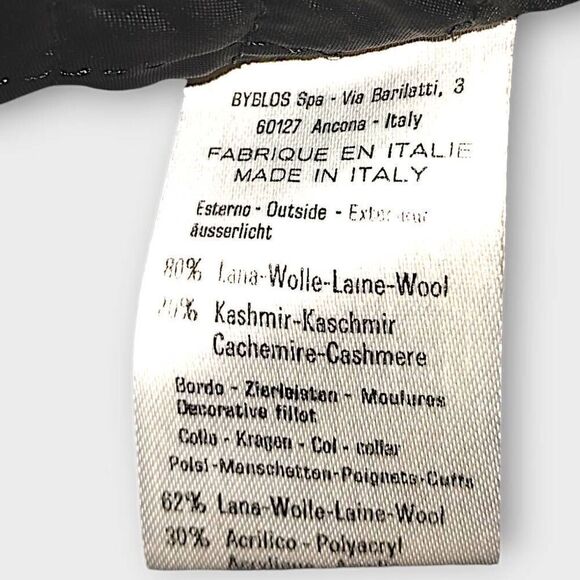 BYBLOS Spa - Via Barilatti, 3
60127 Ancona - Italy
FABRIQUE EN ITALIE
MADE IN ITALY
Esterno - Outside -
äusserlicht
80% Lana-Wolle-Laine-Wool
Kashmir-Kaschmir
Cachemire-Cashmere
Bordo - Zierleisten - Moulures
Decorative fillet
Collo - Kragen - Col - collar
Polsi-Manschetten-Poignets-Cuffs
62% Lana-Wolle-Laine-Wool
30% Acrilico - Polyacryl